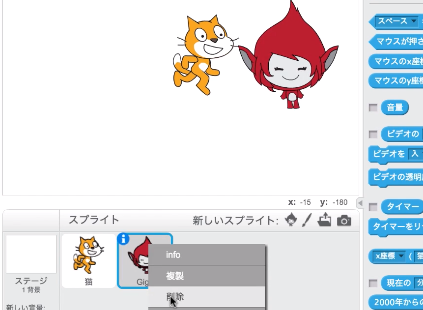 スペース
マウスが押さ
マウスのx座標
マウスのy座標
音量
ビデオの
ビデオを 入
ビデオの透明
x: -15 y: -180
スプライト 新しいスプライト:
タイマー
タイマーをリ
ステージ
1 背景
猫
Gig
info
複製
削除
x座標 ( 猫
現在の 分
2000年から
新しい背景: